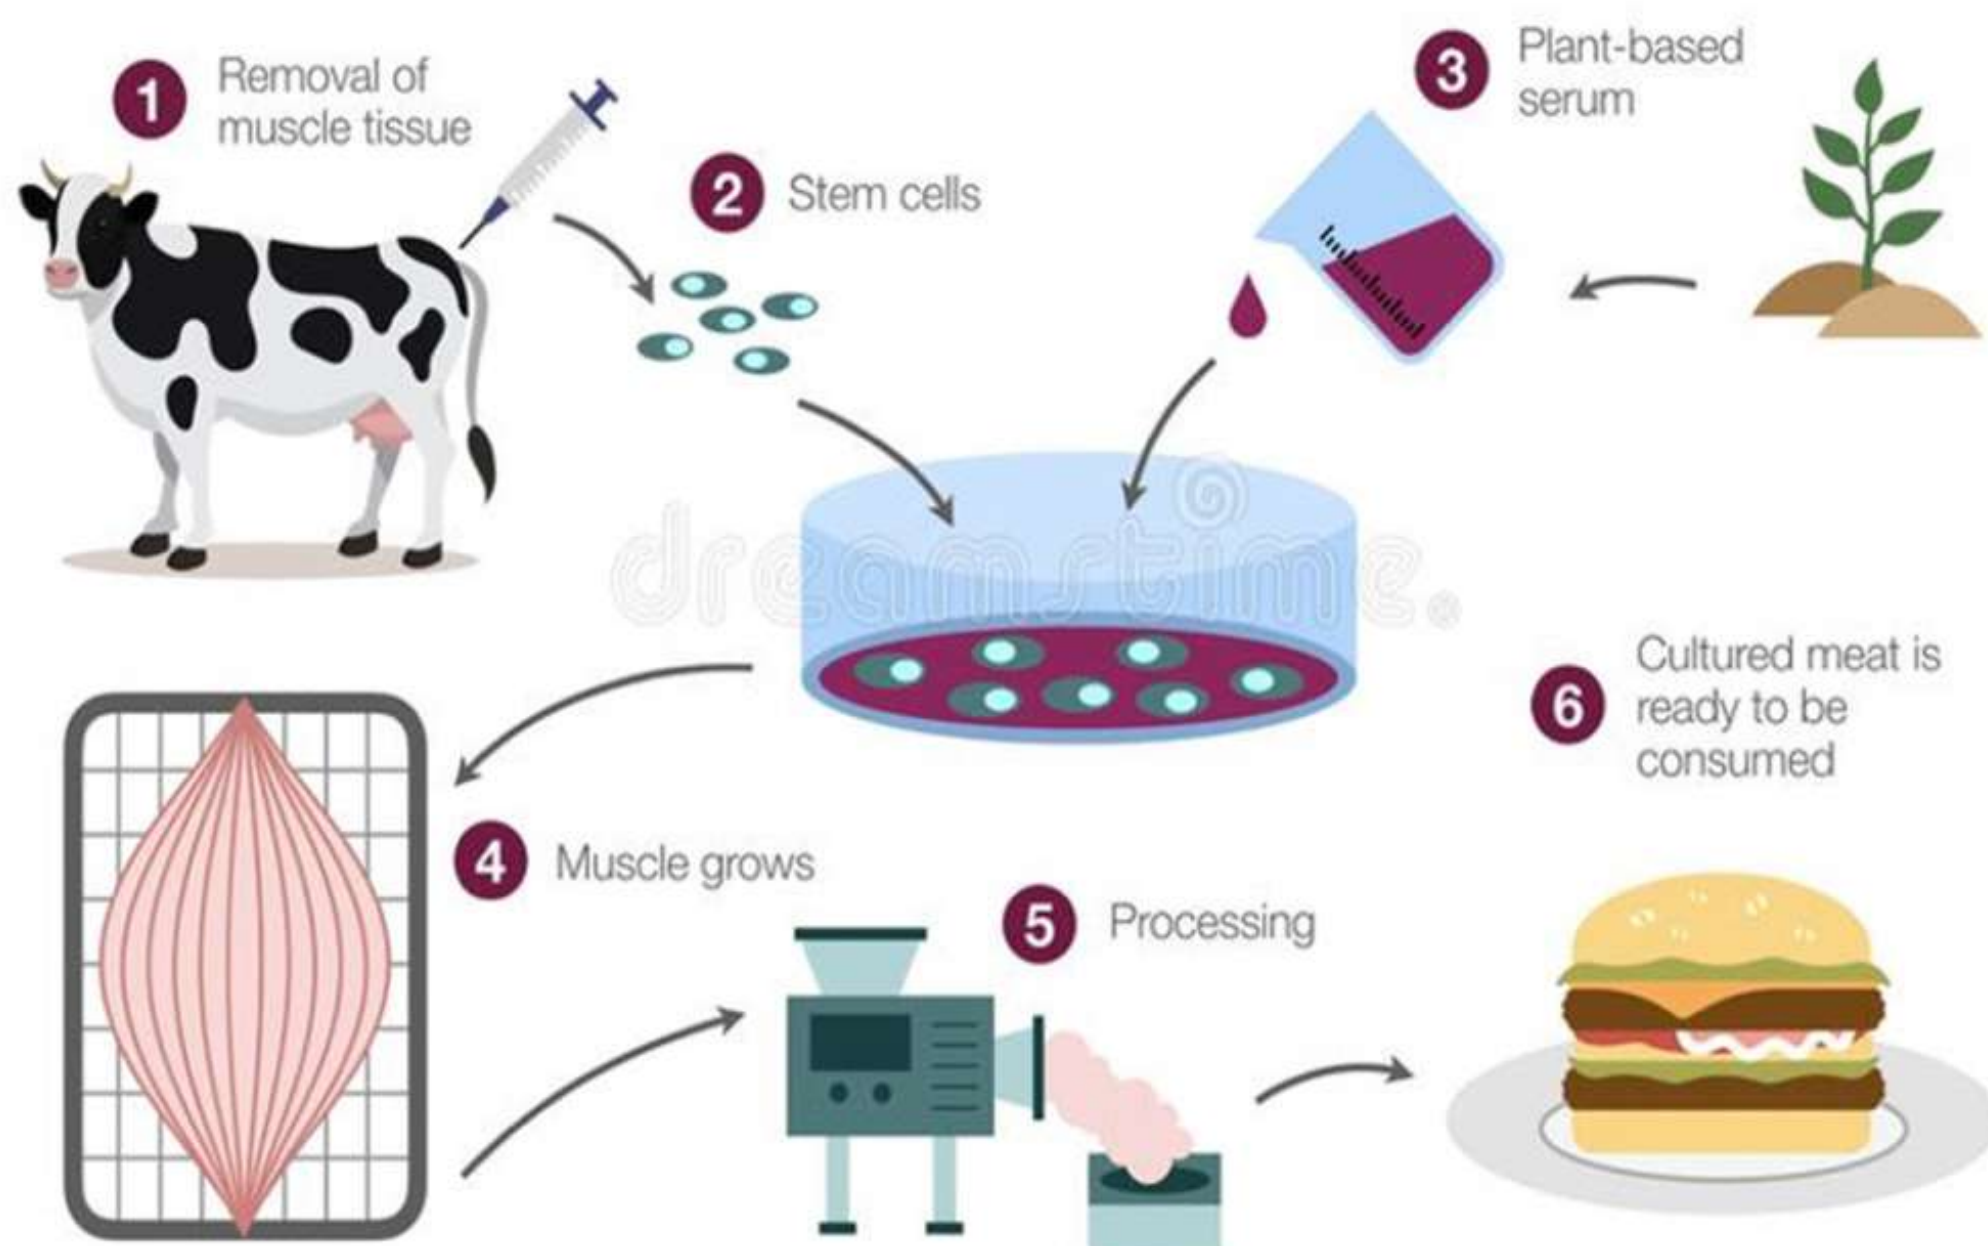 1
Removal of
muscle tissue
2
Stem cells
3
Plant-based
serum
dreamstime.
4
Muscle grows
5
Processing
6
Cultured meat is
ready to be
consumed